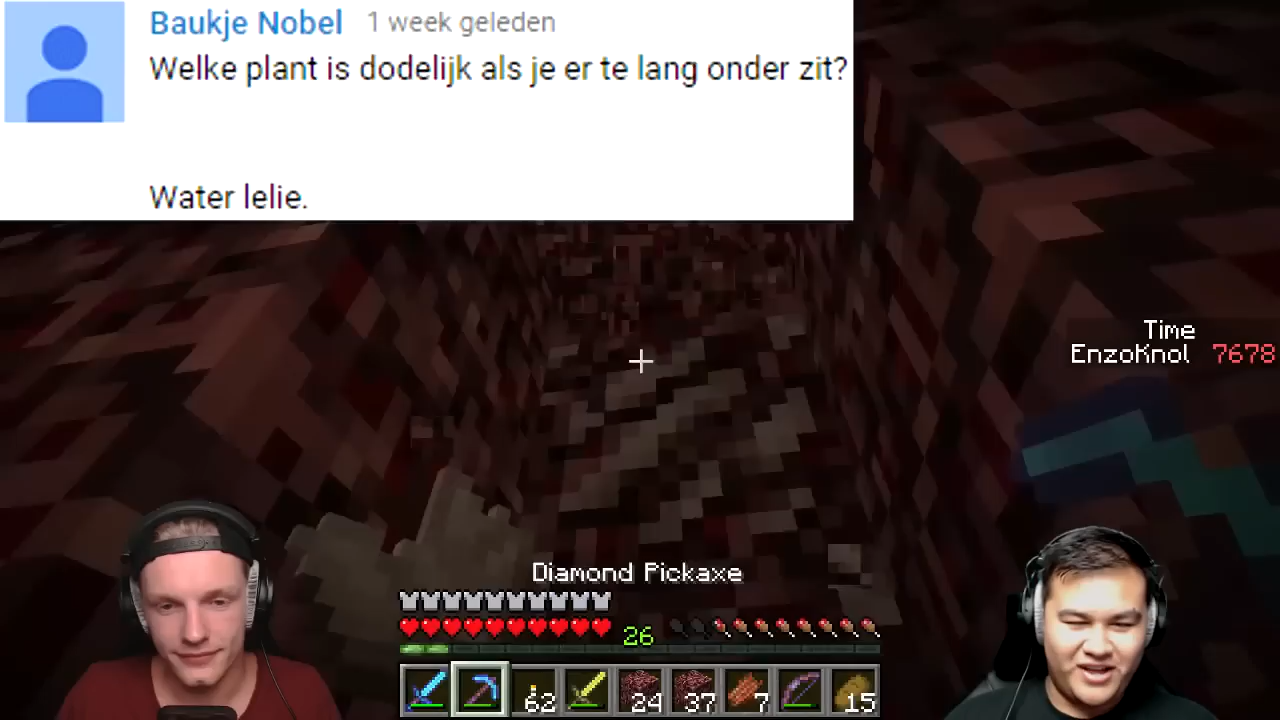 Baukje Nobel 1 week geleden
Welke plant is dodelijk als je er te lang onder zit?
Water lelie.
Time
EnzoKnol 7678
Diamond Pickaxe
26
62 24 37 7 15